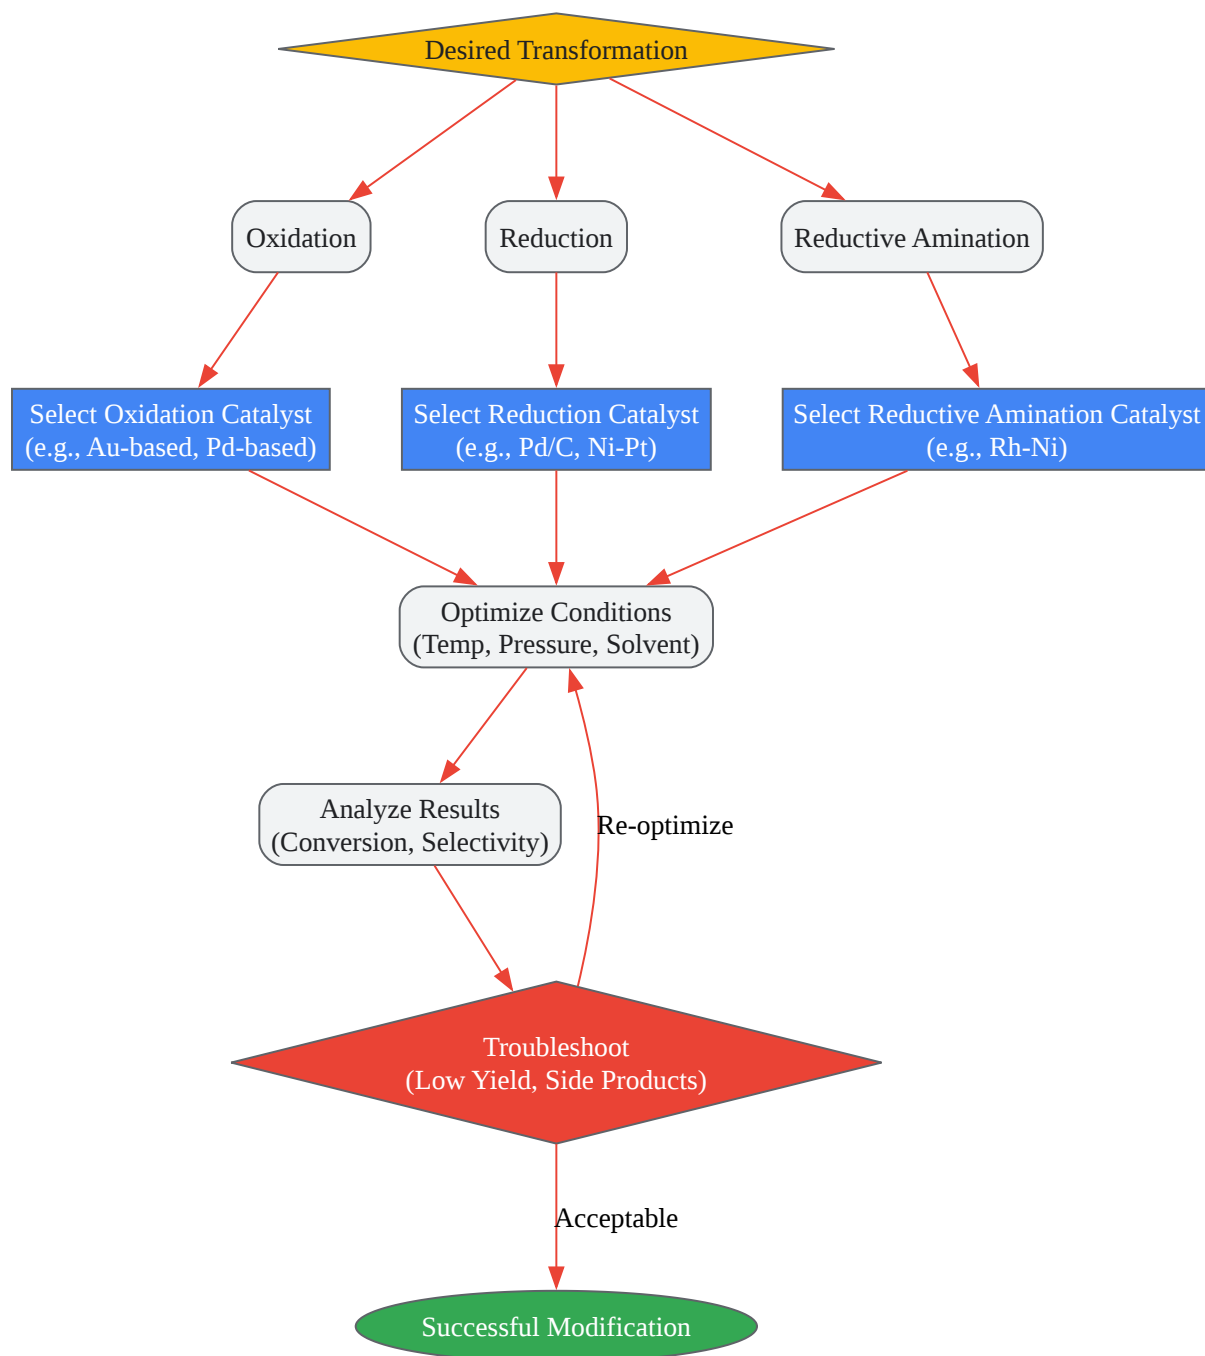 Desired Transformation
Oxidation
Reduction
Reductive Amination
Select Oxidation Catalyst
(e.g., Au-based, Pd-based)
Select Reduction Catalyst
(e.g., Pd/C, Ni-Pt)
Select Reductive Amination Catalyst
(e.g., Rh-Ni)
Optimize Conditions
(Temp, Pressure, Solvent)
Analyze Results
(Conversion, Selectivity)
Re-optimize
Troubleshoot
(Low Yield, Side Products)
Acceptable
Successful Modification